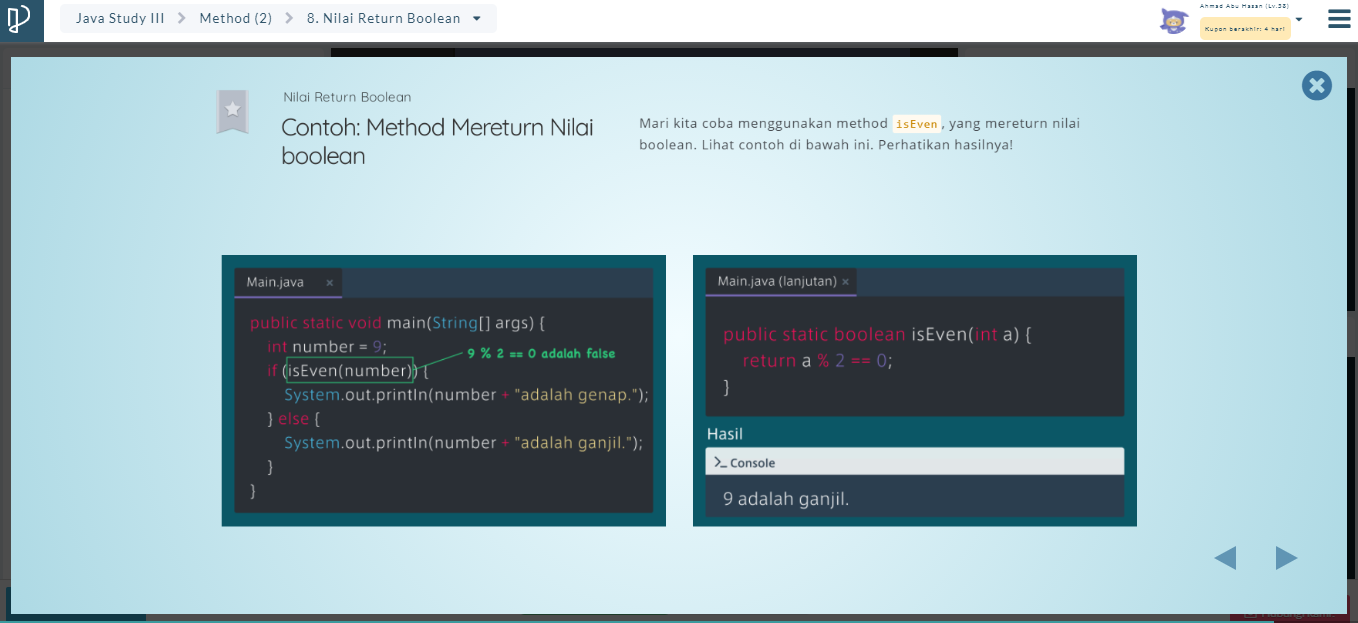 Java Study III
Method (2)
8. Nilai Return Boolean
Ahmad Abu Hasan (Lv.38)
Kupon berakhir: 4 hari
Nilai Return Boolean
Contoh: Method Mereturn Nilai
boolean
Mari kita coba menggunakan method isEven, yang mereturn nilai
boolean. Lihat contoh di bawah ini. Perhatikan hasilnya!
Main.java ×
public static void main(String[] args) {
int number = 9;
9 % 2 == 0 adalah false
if (isEven(number)) {
System.out.println(number + "adalah genap.");
} else {
System.out.println(number + "adalah ganjil.");
}
}
Main.java (lanjutan) ×
public static boolean isEven(int a) {
return a % 2 == 0;
}
Hasil
>_ Console
9 adalah ganjil.